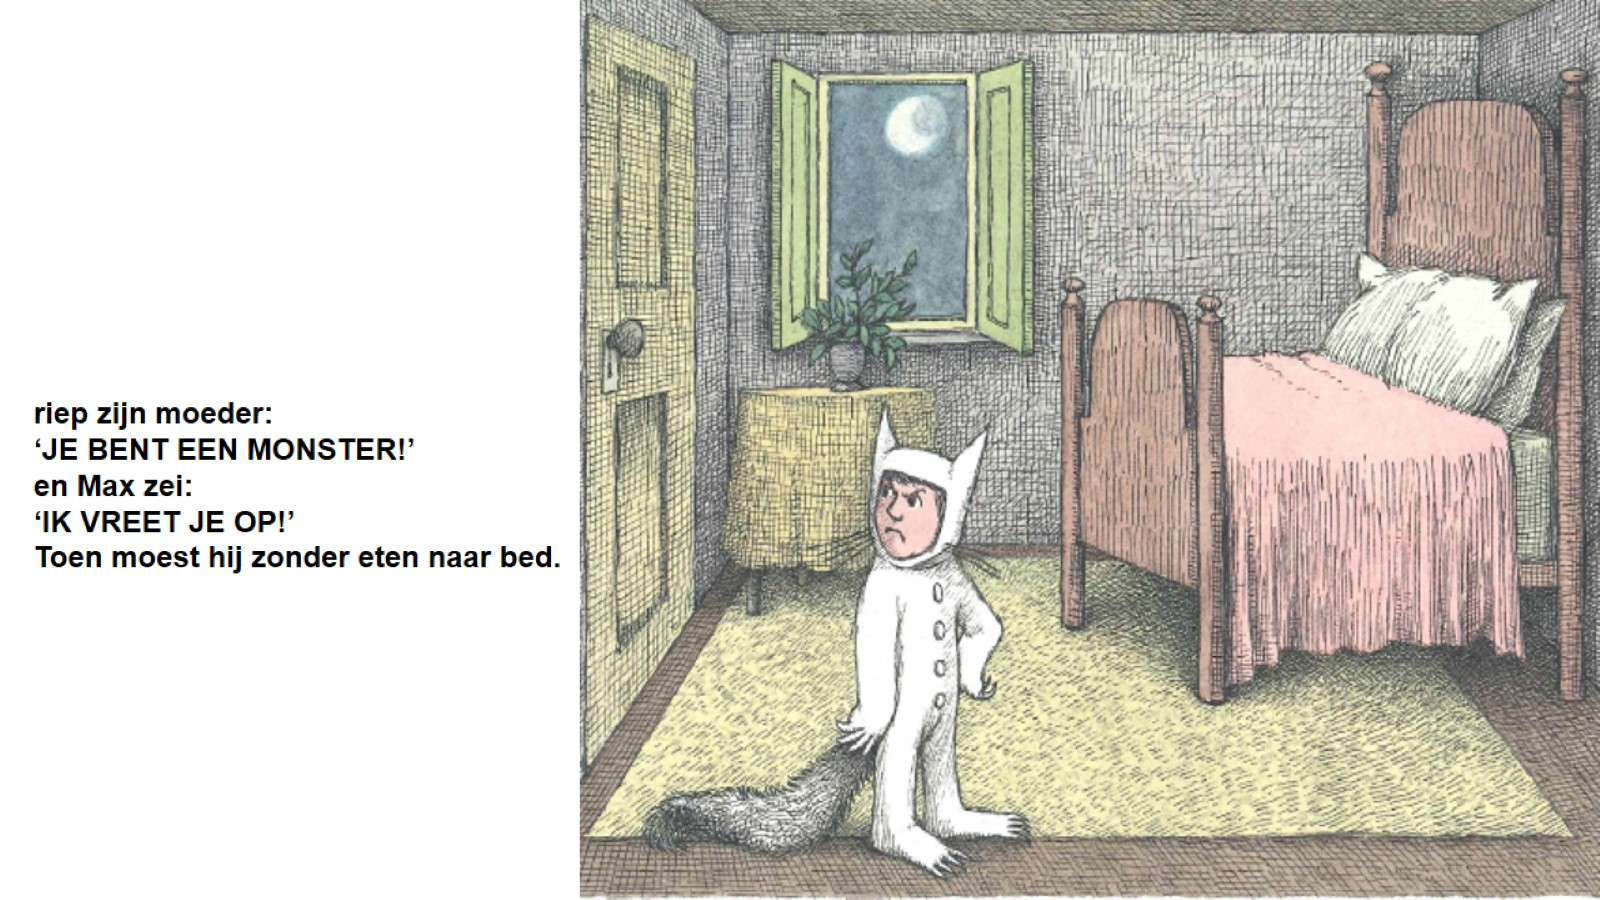 riep zijn moeder:
‘JE BENT EEN MONSTER!’
en Max zei:
‘IK VREET JE OP!’
Toen moest hij zonder eten naar bed.